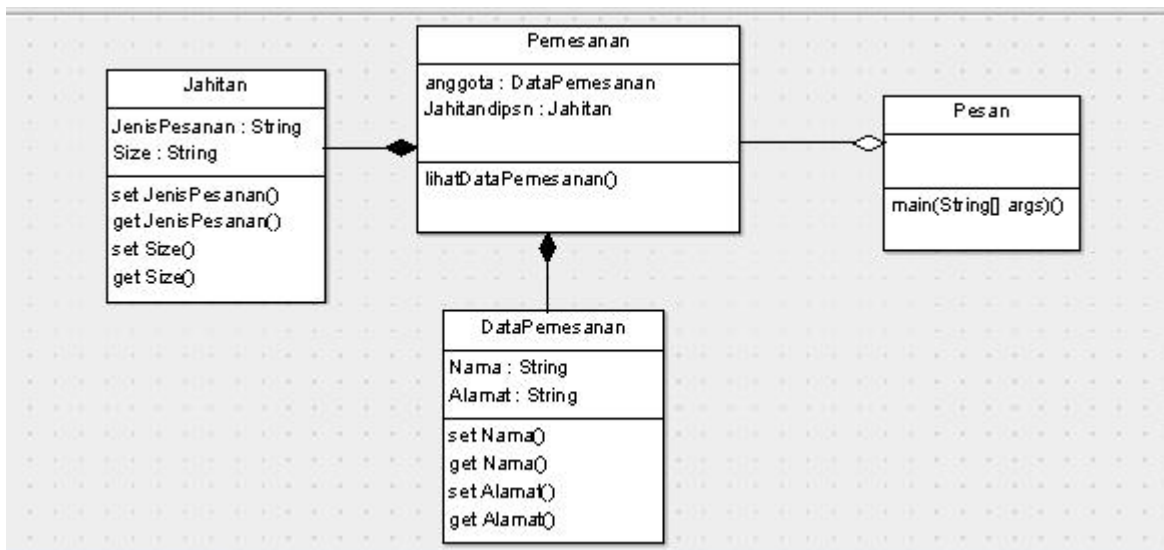 Jahitan
JenisPesanan : String
Size : String
set JenisPesanan()
get JenisPesanan()
set Size()
get Size()
Pemesanan
anggota : DataPemesanan
Jahitandipsn : Jahitan
lihatDataPemesanan()
Pesan
main(String[] args)()
DataPemesanan
Nama : String
Alamat : String
set Nama()
get Nama()
set Alamat()
get Alamat()